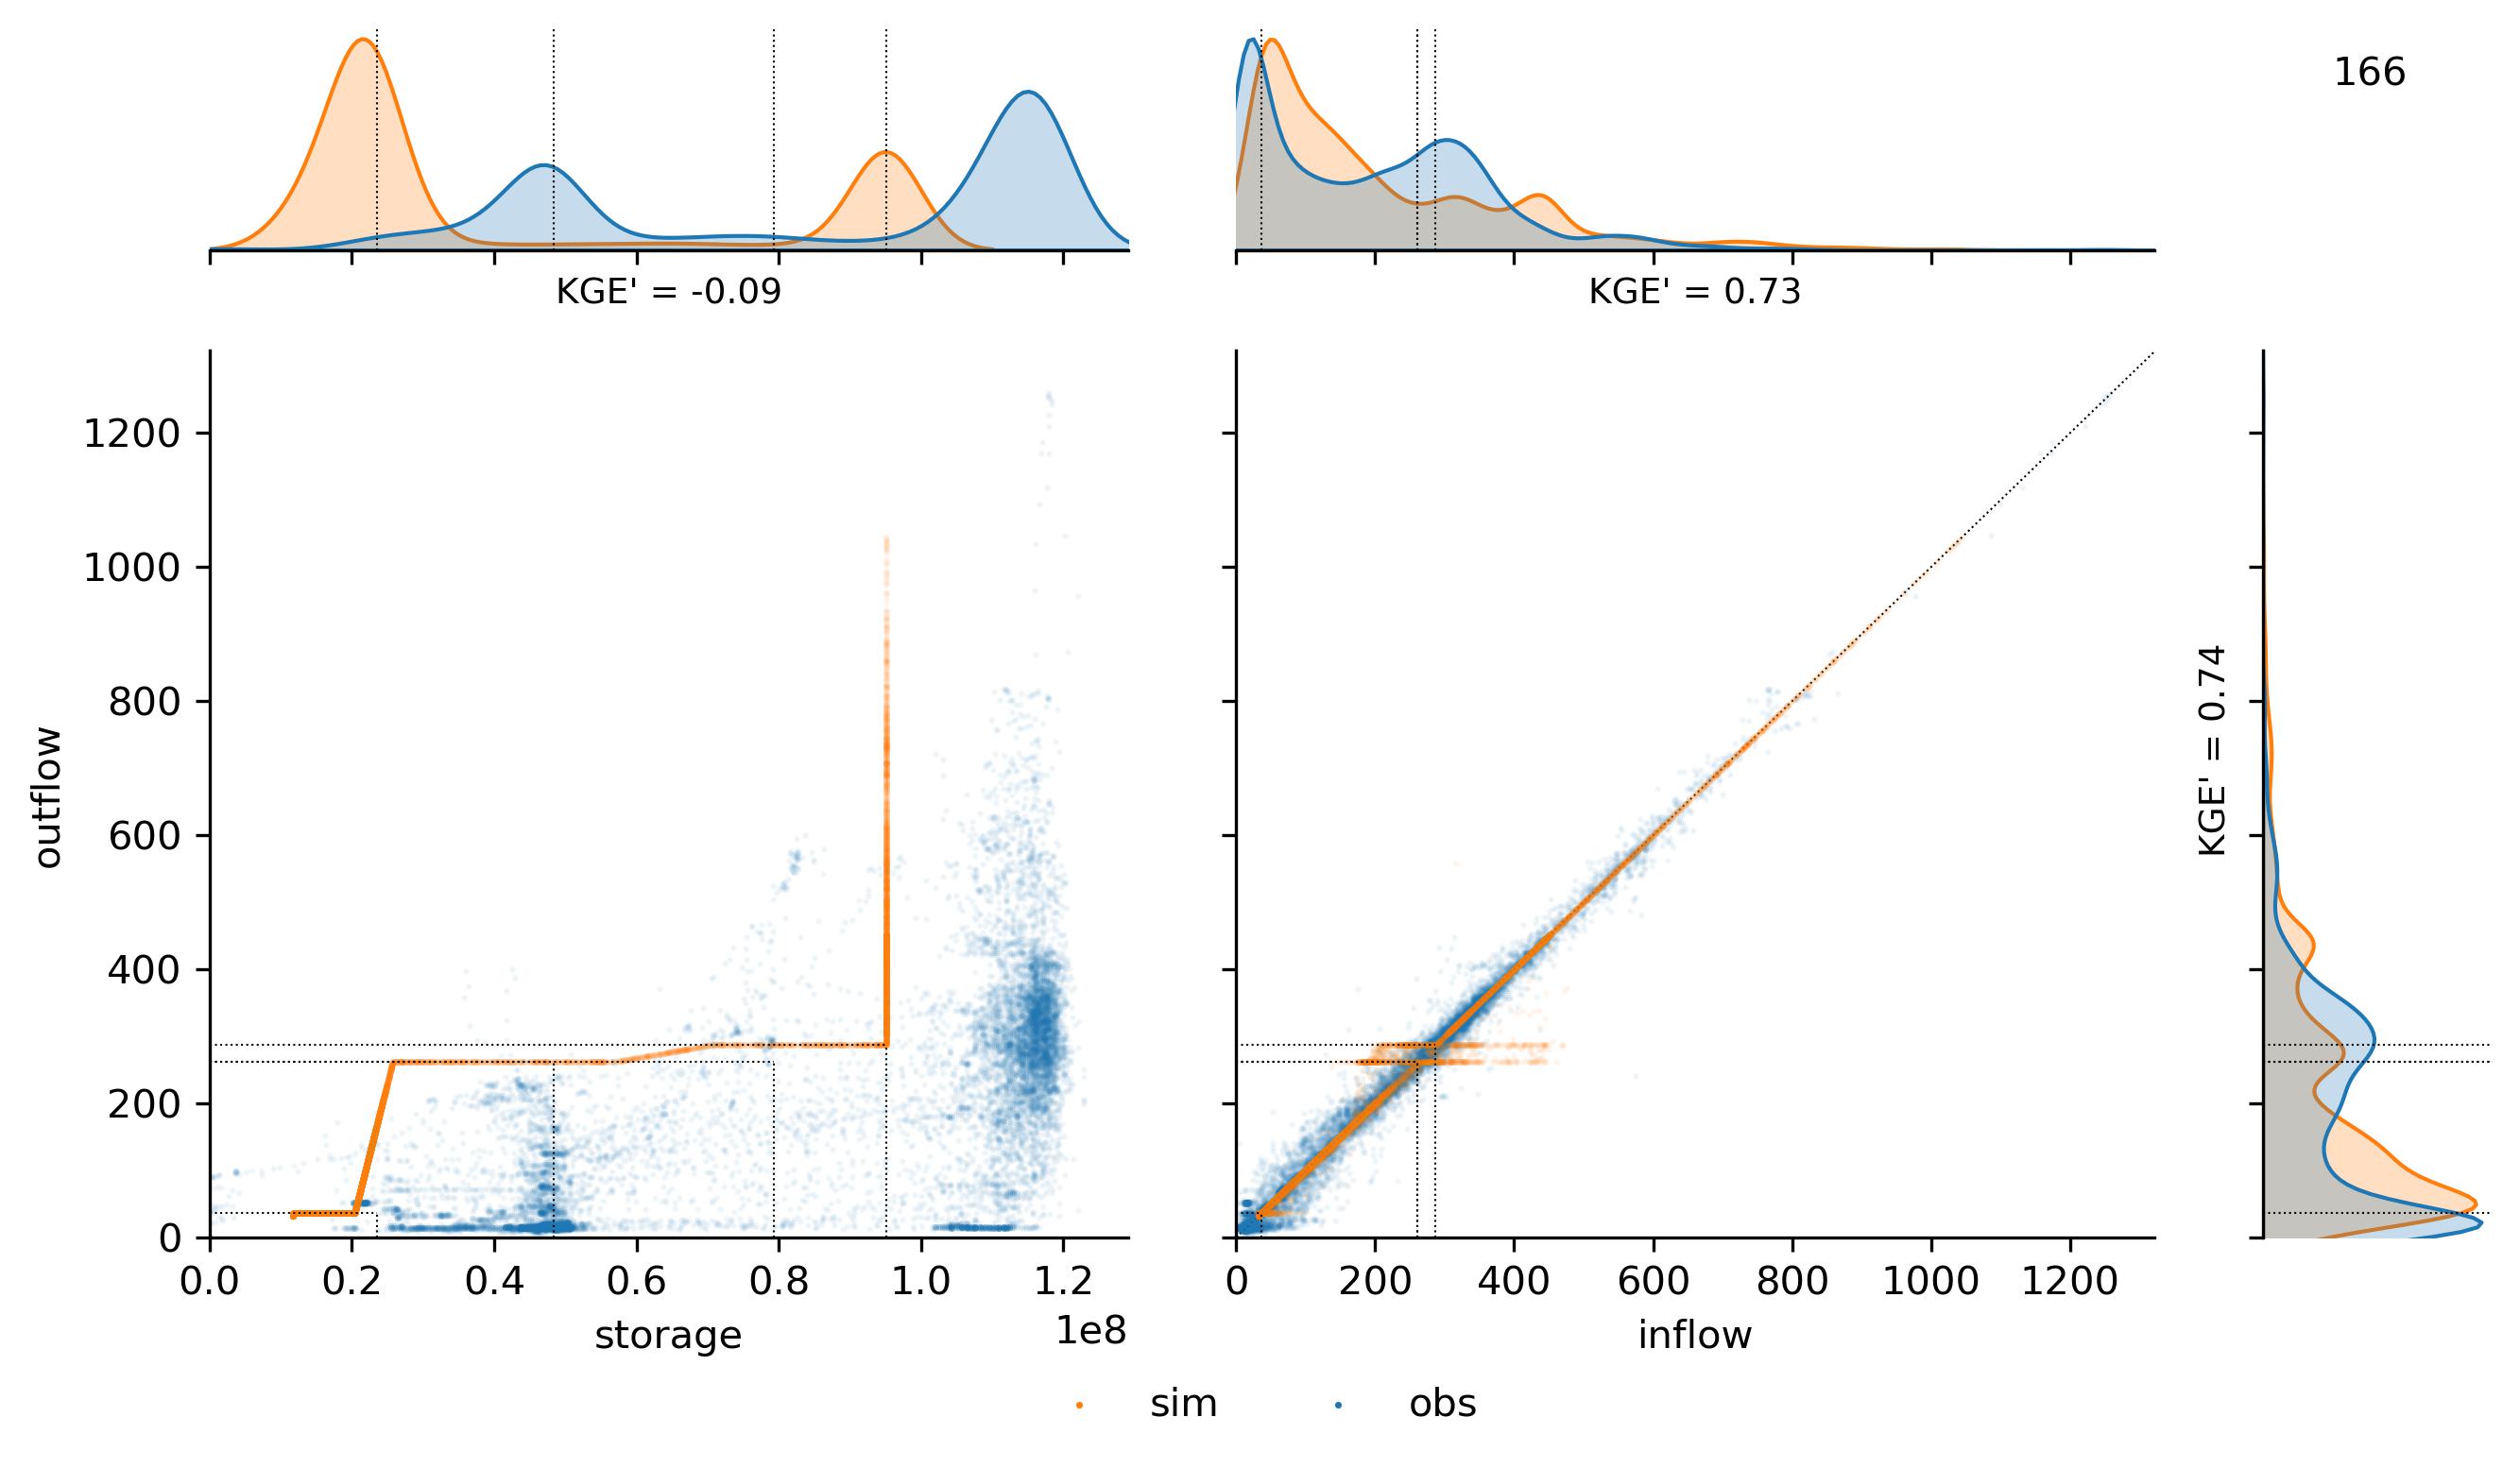 166
KGE' = -0.09
KGE' = 0.73
1200
1000
800
600
400
200
0
outflow
KGE' = 0.74
0.0 0.2 0.4 0.6 0.8 1.0 1.2
1e8
storage
0 200 400 600 800 1000 1200
inflow
sim obs